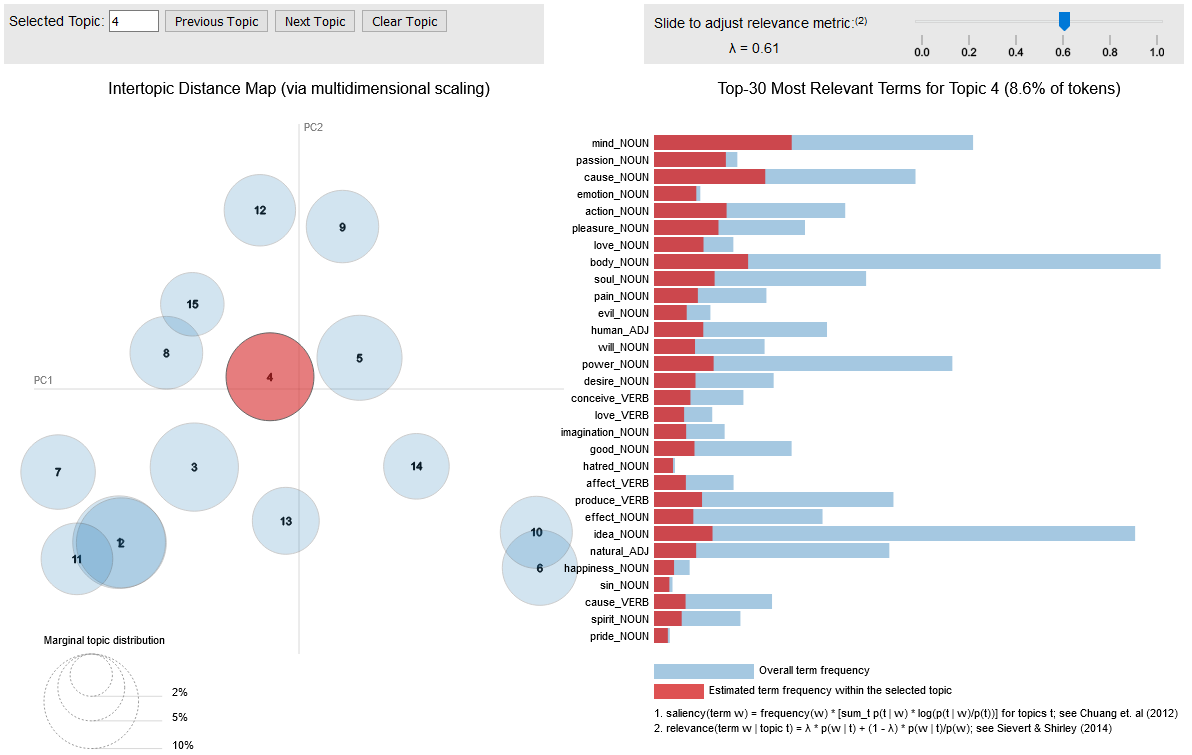 Selected Topic: 4 Previous Topic Next Topic Clear Topic
Slide to adjust relevance metric:(2)
λ = 0.61
0.0 0.2 0.4 0.6 0.8 1.0
Intertopic Distance Map (via multidimensional scaling)
PC2
PC1
12
9
15
8
5
4
7
3
14
13
10
6
1
2
11
Marginal topic distribution
2%
5%
10%
Top-30 Most Relevant Terms for Topic 4 (8.6% of tokens)
mind_NOUN
passion_NOUN
cause_NOUN
emotion_NOUN
action_NOUN
pleasure_NOUN
love_NOUN
body_NOUN
soul_NOUN
pain_NOUN
evil_NOUN
human_ADJ
will_NOUN
power_NOUN
desire_NOUN
conceive_VERB
love_VERB
imagination_NOUN
good_NOUN
hatred_NOUN
affect_VERB
produce_VERB
effect_NOUN
idea_NOUN
natural_ADJ
happiness_NOUN
sin_NOUN
cause_VERB
spirit_NOUN
pride_NOUN
Overall term frequency
Estimated term frequency within the selected topic
1. saliency(term w) = frequency(w) * [sum_t p(t | w) * log(p(t | w)/p(t))] for topics t; see Chuang et. al (2012)
2. relevance(term w | topic t) = λ * p(w | t) + (1 - λ) * p(w | t)/p(w); see Sievert & Shirley (2014)